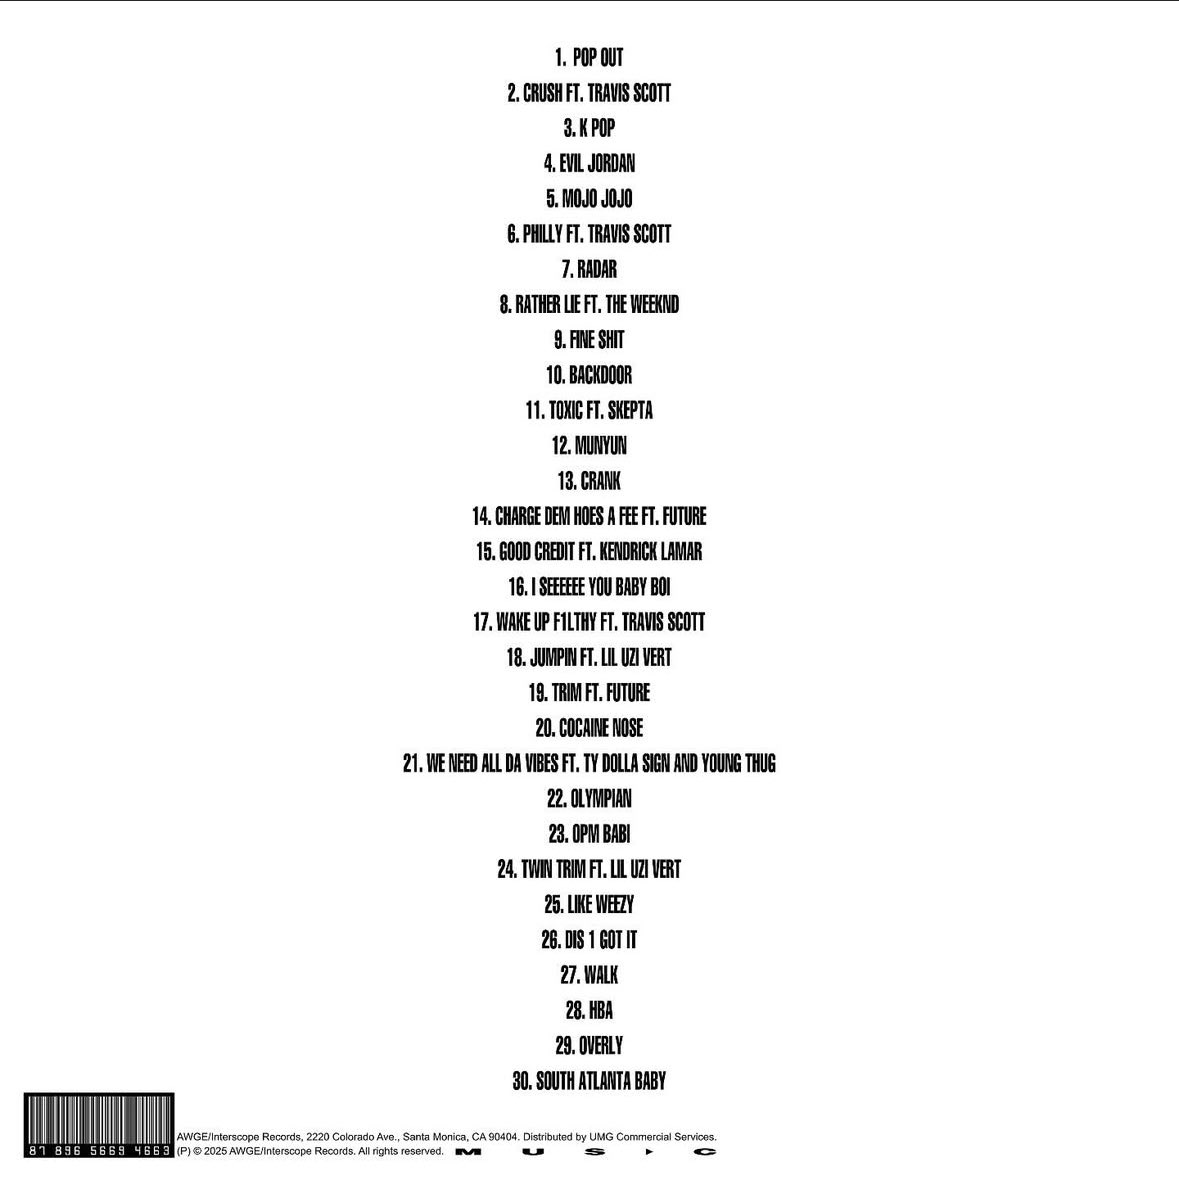 1. POP OUT
2. CRUSH FT. TRAVIS SCOTT
3. K POP
4. EVIL JORDAN
5. MOJO JOJO
6. PHILLY FT. TRAVIS SCOTT
7. RADAR
8. RATHER LIE FT. THE WEEKND
9. FINE SHIT
10. BACKDOOR
11. TOXIC FT. SKEPTA
12. MUNYUN
13. CRANK
14. CHARGE DEM HOES A FEE FT. FUTURE
15. GOOD CREDIT FT. KENDRICK LAMAR
16. I SEEEEEE YOU BABY BOI
17. WAKE UP F1LTHY FT. TRAVIS SCOTT
18. JUMPIN FT. LIL UZI VERT
19. TRIM FT. FUTURE
20. COCAINE NOSE
21. WE NEED ALL DA VIBES FT. TY DOLLA SIGN AND YOUNG THUG
22. OLYMPIAN
23. OPM BABI
24. TWIN TRIM FT. LIL UZI VERT
25. LIKE WEEZY
26. DIS 1 GOT IT
27. WALK
28. HBA
29. OVERLY
30. SOUTH ATLANTA BABY
AWGE/Interscope Records, 2220 Colorado Ave., Santa Monica, CA 90404. Distributed by UMG Commercial Services.
87 896 5669 4663 (P) © 2025 AWGE/Interscope Records. All rights reserved. M U S ▸ C